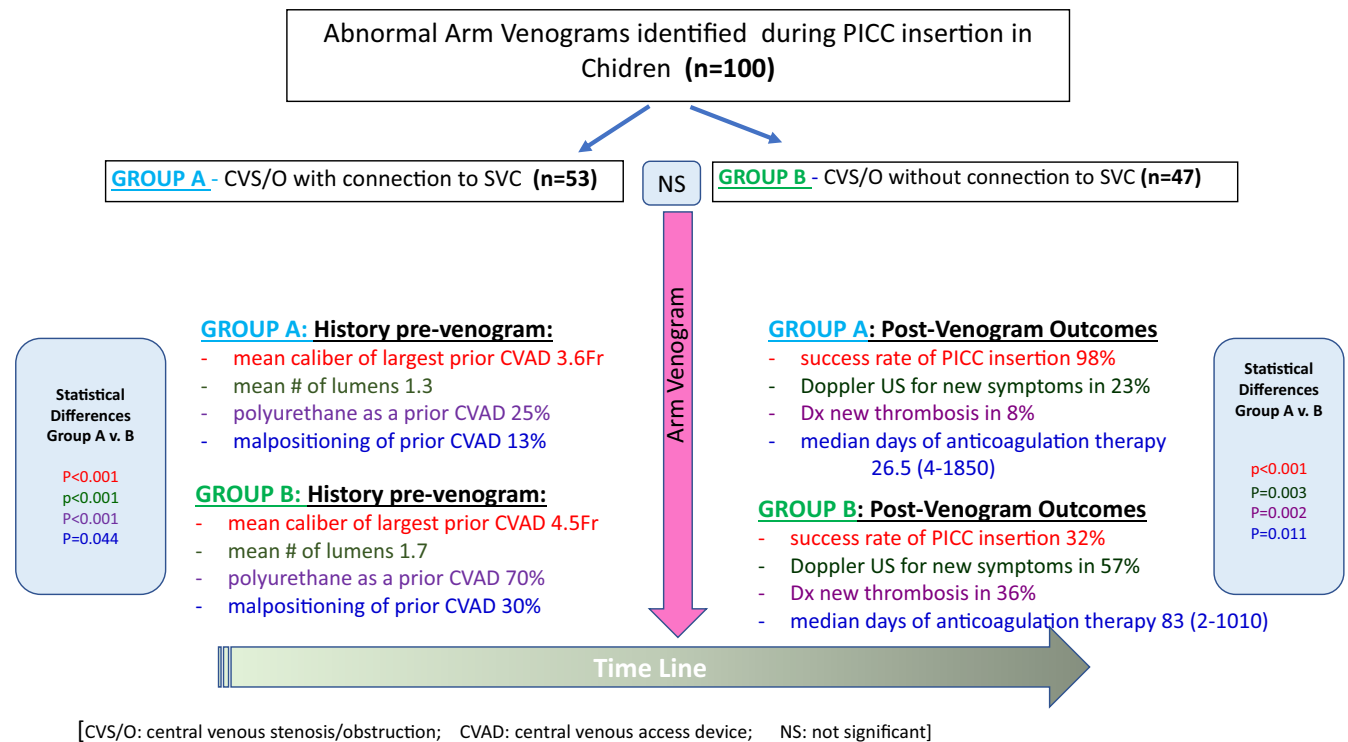 Abnormal Arm Venograms identified during PICC insertion in
Chidren (n=100)
GROUP A - CVS/O with connection to SVC (n=53)
NS
GROUP B - CVS/O without connection to SVC (n=47)
Arm Venogram
Statistical
Differences
Group A v. B
P<0.001
p<0.001
P<0.001
P=0.044
GROUP A: History pre-venogram:
- mean caliber of largest prior CVAD 3.6Fr
- mean # of lumens 1.3
- polyurethane as a prior CVAD 25%
- malpositioning of prior CVAD 13%
GROUP B: History pre-venogram:
- mean caliber of largest prior CVAD 4.5Fr
- mean # of lumens 1.7
- polyurethane as a prior CVAD 70%
- malpositioning of prior CVAD 30%
GROUP A: Post-Venogram Outcomes
- success rate of PICC insertion 98%
- Doppler US for new symptoms in 23%
- Dx new thrombosis in 8%
- median days of anticoagulation therapy
26.5 (4-1850)
GROUP B: Post-Venogram Outcomes
- success rate of PICC insertion 32%
- Doppler US for new symptoms in 57%
- Dx new thrombosis in 36%
- median days of anticoagulation therapy 83 (2-1010)
Statistical
Differences
Group A v. B
p<0.001
P=0.003
P=0.002
P=0.011
Time Line
[CVS/O: central venous stenosis/obstruction; CVAD: central venous access device; NS: not significant]